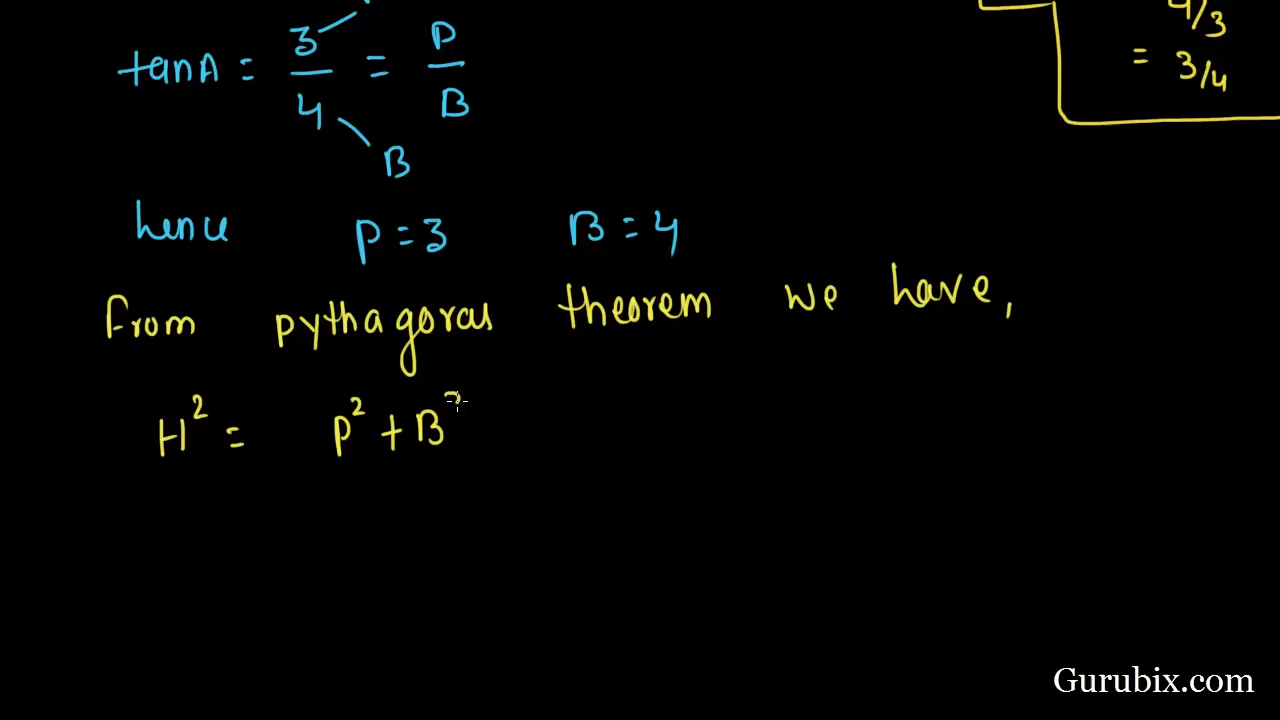 tanA = 3/4 = P/B
B
4/3
= 3/4
hence P = 3 B = 4
From pythagoras theorem we have,
H² = P² + B²
Gurubix.com